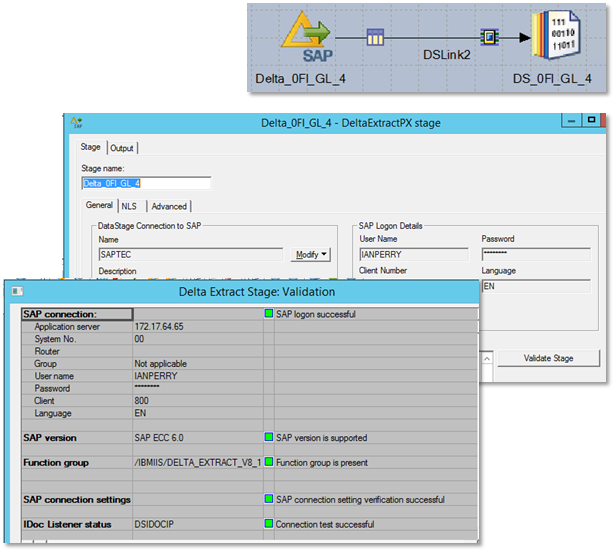 SAP
111
00110
11011
DSLink2
Delta_0FI_GL_4
DS_0FI_GL_4
Delta_0FI_GL_4 - DeltaExtractPX stage
Stage Output
Stage name:
Delta_0FI_GL_4
General NLS Advanced
DataStage Connection to SAP
Name
SAPTEC
Modify
Description
SAP Logon Details
User Name Password
IANPERRY ********
Client Number Language
EN
Validate Stage
Delta Extract Stage: Validation
SAP connection: SAP logon successful
Application server 172.17.64.65
System No. 00
Router
Group Not applicable
User name IANPERRY
Password ********
Client 800
Language EN
SAP version SAP ECC 6.0 SAP version is supported
Function group /IBMIIS/DELTA_EXTRACT_V8_1 Function group is present
SAP connection settings SAP connection setting verification successful
IDoc Listener status DSIDOCIP Connection test successful